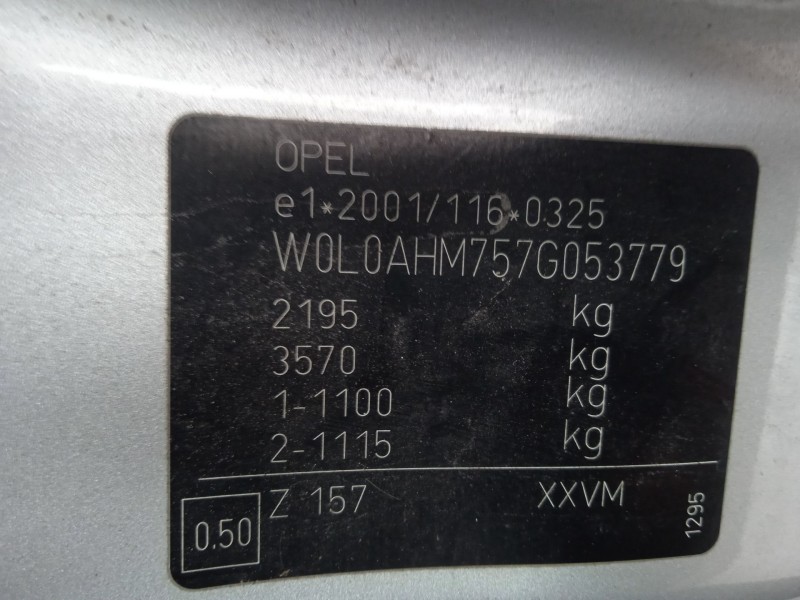 OPEL
e1*2001/116*0325
W0L0AHM757G053779
2195 kg
3570 kg
1-1100 kg
2-1115 kg
0.50 Z 157 XXVM 1295